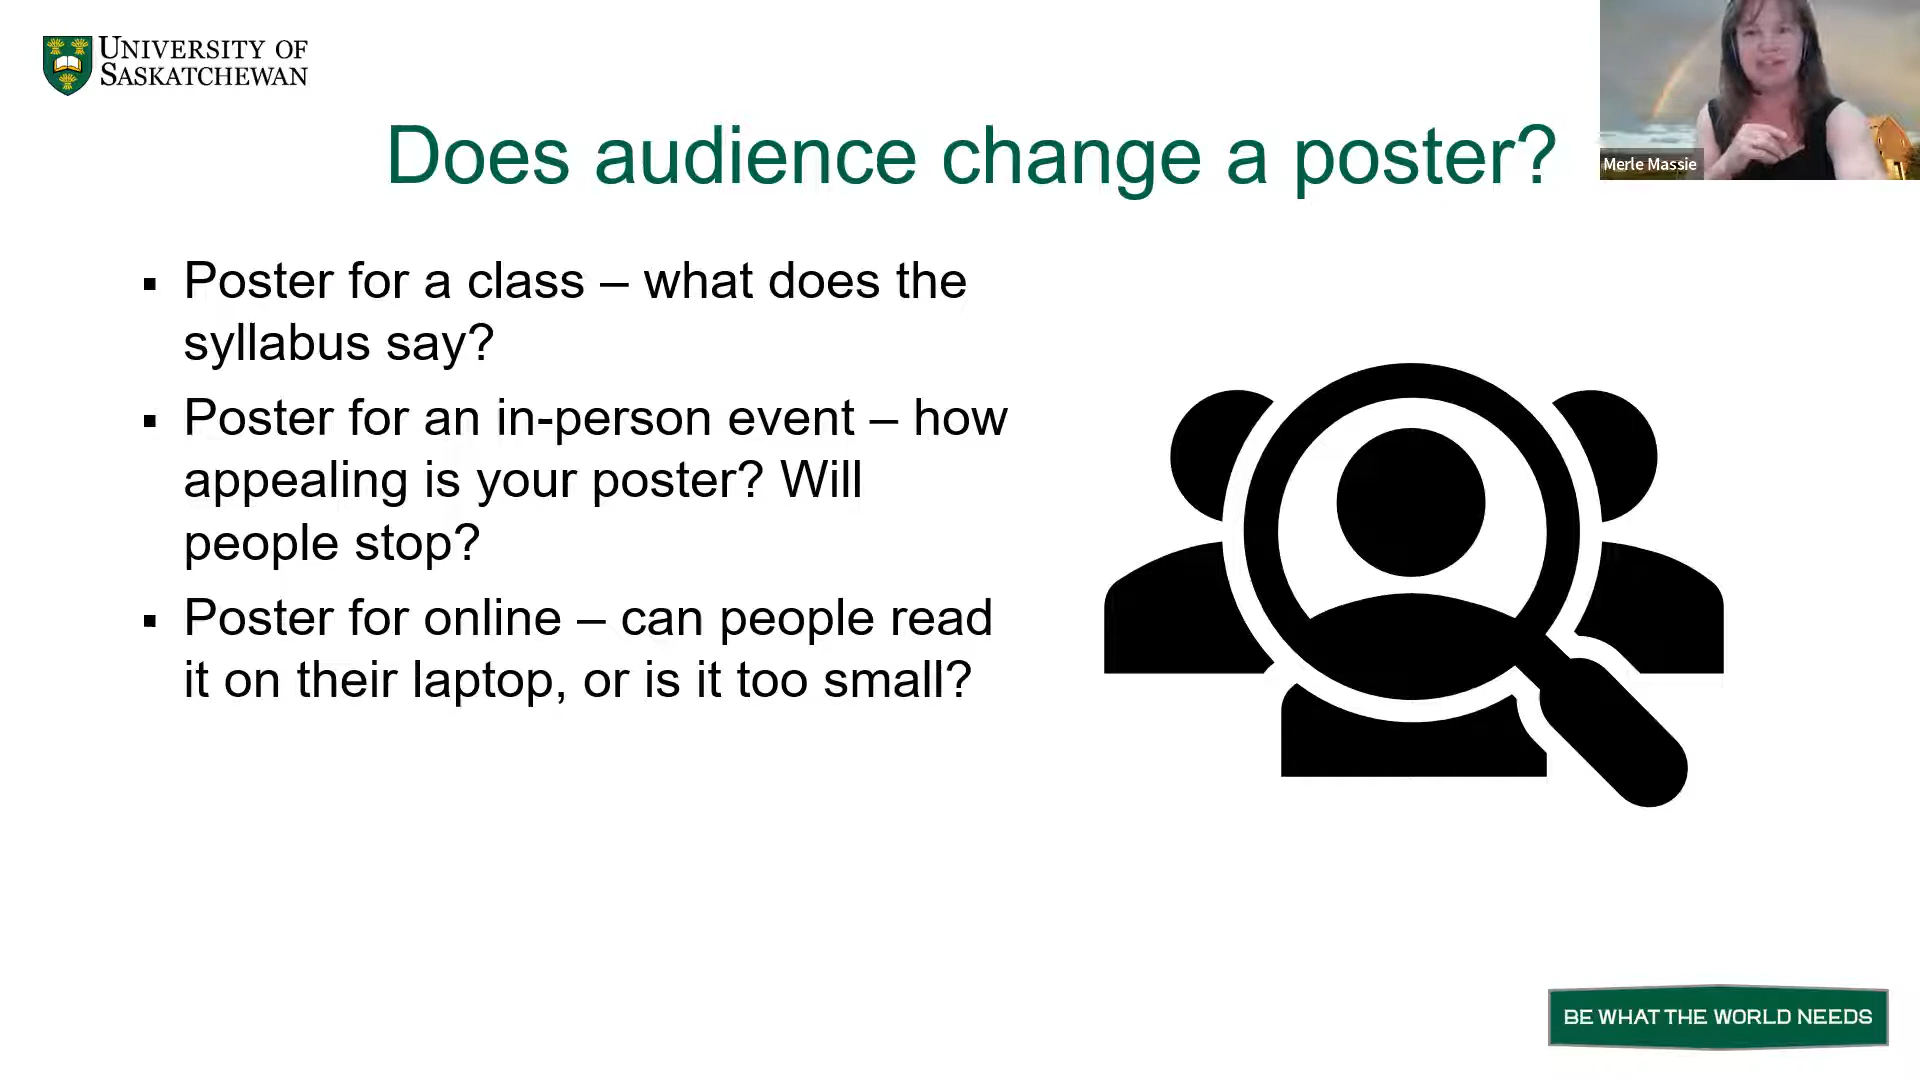 UNIVERSITY OF
SASKATCHEWAN
Does audience change a poster?
Merle Massie
▪ Poster for a class – what does the
syllabus say?
▪ Poster for an in-person event – how
appealing is your poster? Will
people stop?
▪ Poster for online – can people read
it on their laptop, or is it too small?
BE WHAT THE WORLD NEEDS